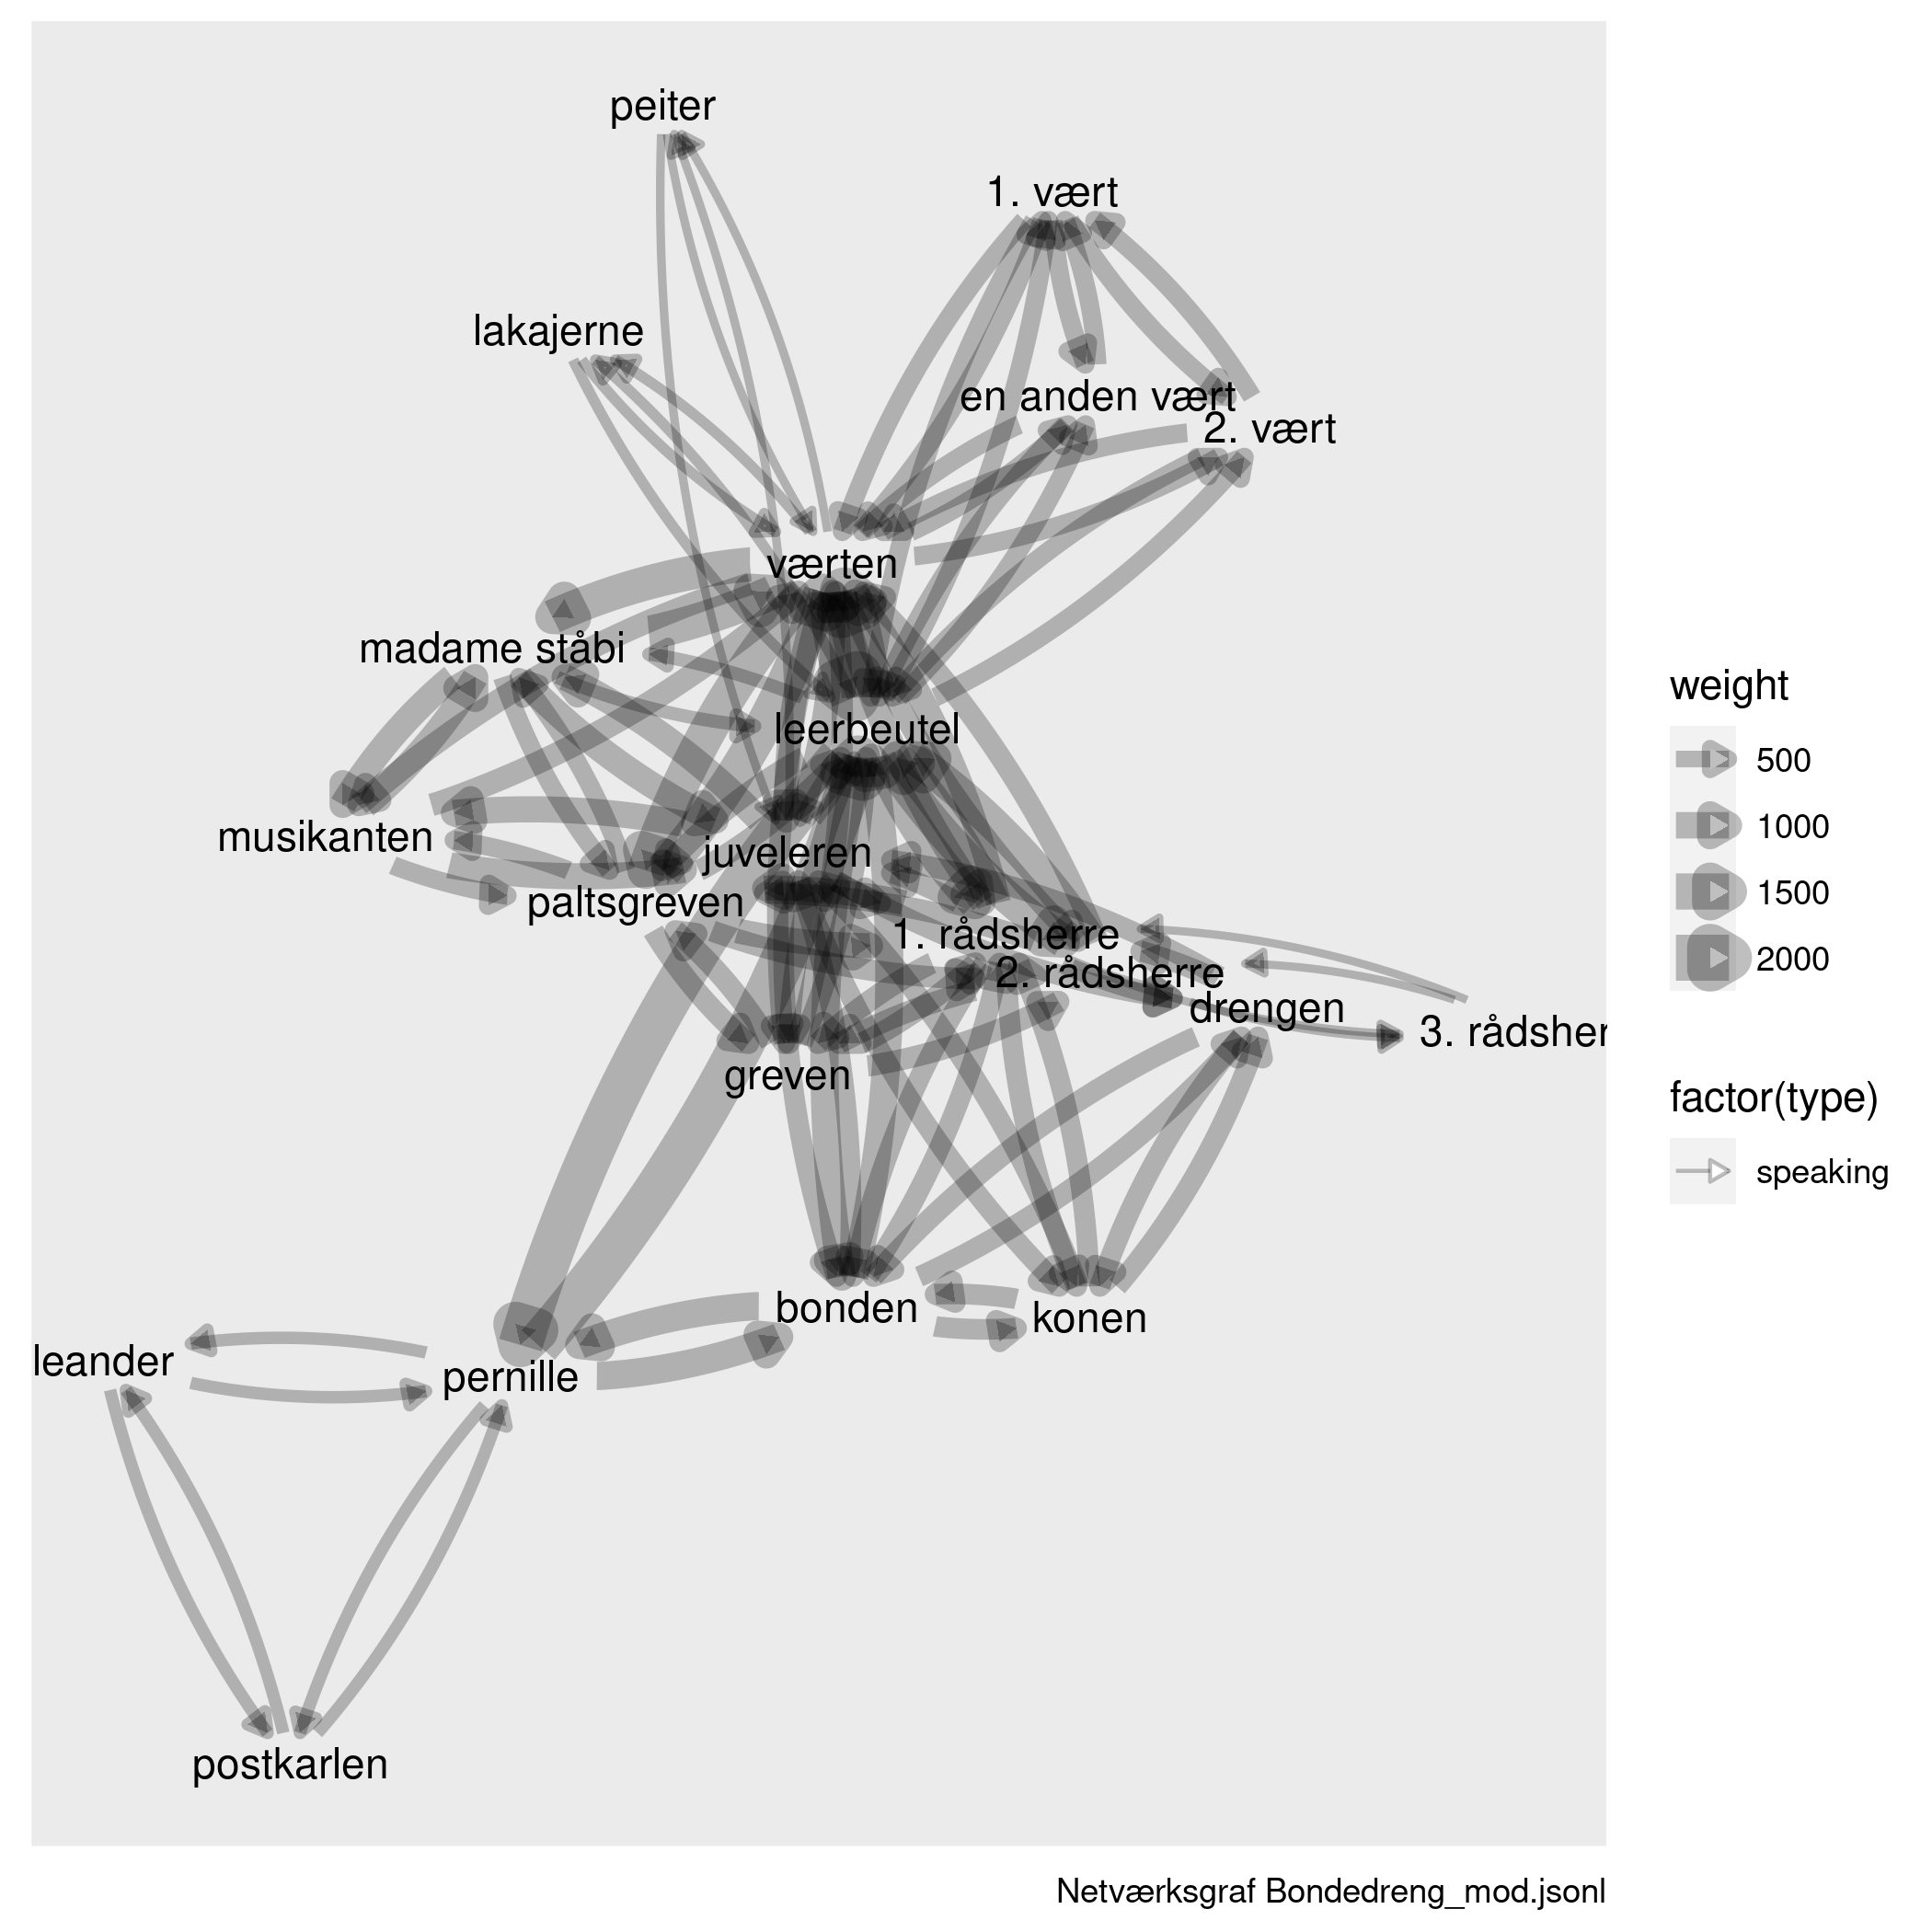 peiter
1. vært
lakajerne
en anden vært
2. vært
værten
madame ståbi
leerbeutel
musikanten
juveleren
paltsgreven
1. rådsherre
2. rådsherre
drengen
3. rådsher
greven
bonden
konen
leander
pernille
postkarlen
weight
500
1000
1500
2000
factor(type)
speaking
Netværksgraf Bondedreng_mod.jsonl